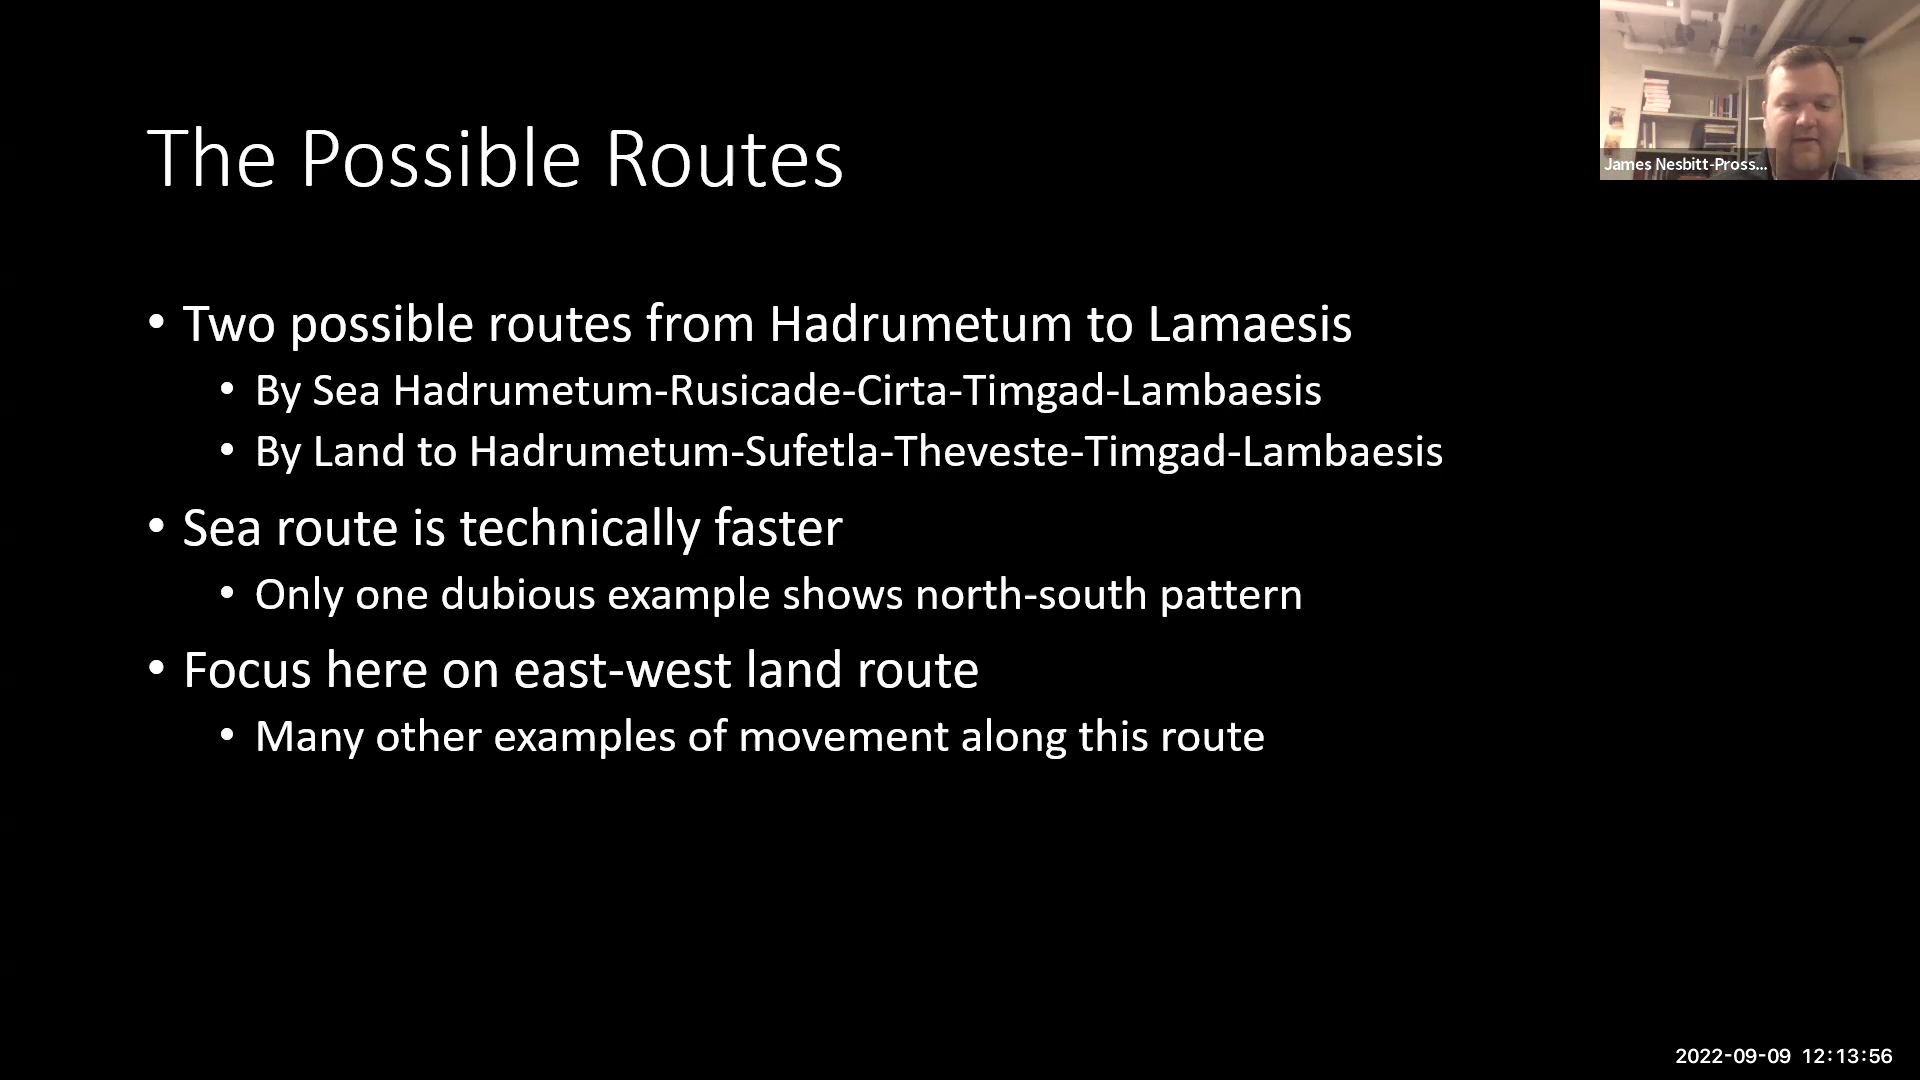 The Possible Routes
• Two possible routes from Hadrumetum to Lamaesis
• By Sea Hadrumetum-Rusicade-Cirta-Timgad-Lambaesis
• By Land to Hadrumetum-Sufetla-Theveste-Timgad-Lambaesis
• Sea route is technically faster
• Only one dubious example shows north-south pattern
• Focus here on east-west land route
• Many other examples of movement along this route
James Nesbitt-Pross...
2022-09-09 12:13:56